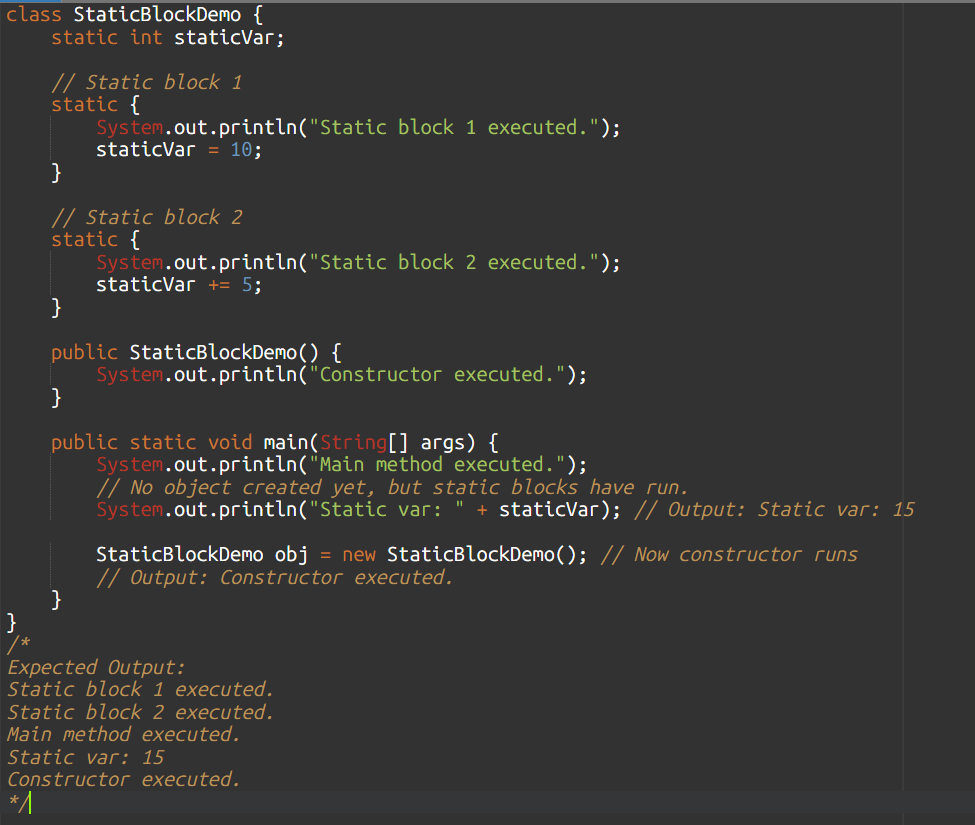 class StaticBlockDemo {
    static int staticVar;

    // Static block 1
    static {
        System.out.println("Static block 1 executed.");
        staticVar = 10;
    }

    // Static block 2
    static {
        System.out.println("Static block 2 executed.");
        staticVar += 5;
    }

    public StaticBlockDemo() {
        System.out.println("Constructor executed.");
    }

    public static void main(String[] args) {
        System.out.println("Main method executed.");
        // No object created yet, but static blocks have run.
        System.out.println("Static var: " + staticVar); // Output: Static var: 15

        StaticBlockDemo obj = new StaticBlockDemo(); // Now constructor runs
        // Output: Constructor executed.
    }
}
/*
Expected Output:
Static block 1 executed.
Static block 2 executed.
Main method executed.
Static var: 15
Constructor executed.
*/